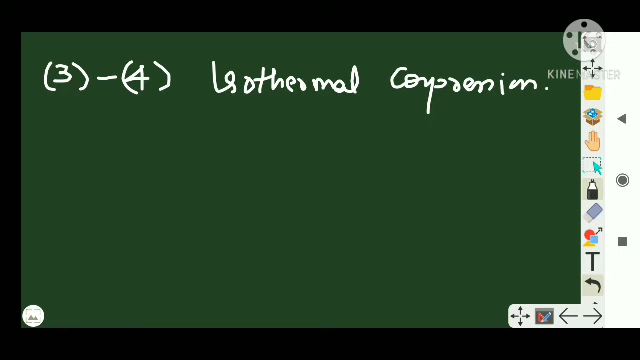 (3) - (4) Isothermal Compression.
KINEMASTER
T